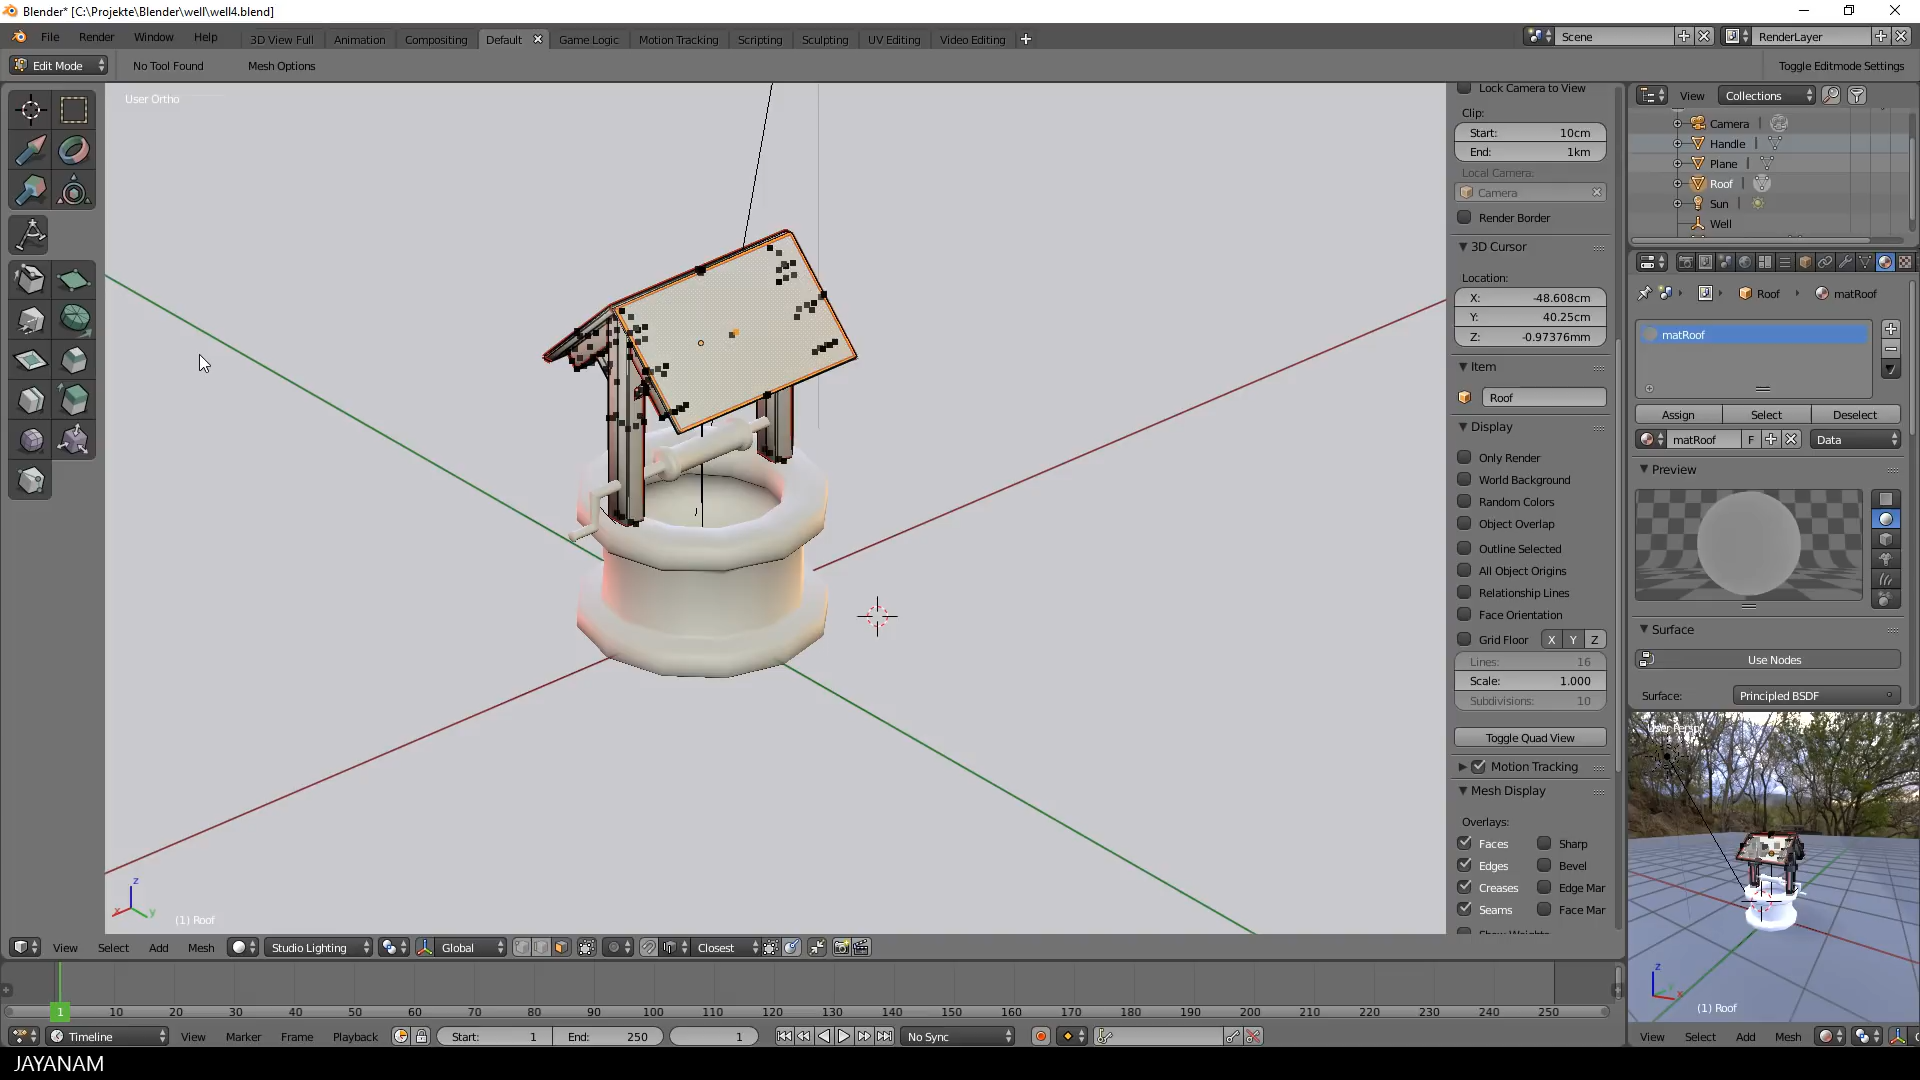 Blender* [C:\Projekte\Blender\well\well4.blend]
File Render Window Help 3D View Full Animation Compositing Default Game Logic Motion Tracking Scripting Sculpting UV Editing Video Editing Scene RenderLayer
Edit Mode No Tool Found Mesh Options Toggle Editmode Settings
User Ortho
(1) Roof
Lock Camera to View
Clip:
Start: 10cm
End: 1km
Local Camera:
Camera
Render Border
3D Cursor
Location:
X: -48.608cm
Y: 40.25cm
Z: -0.97376mm
Item
Roof
Display
Only Render
World Background
Random Colors
Object Overlap
Outline Selected
All Object Origins
Relationship Lines
Face Orientation
Grid Floor X Y Z
Lines: 16
Scale: 1.000
Subdivisions: 10
Toggle Quad View
Motion Tracking
Mesh Display
Overlays:
Faces Sharp
Edges Bevel
Creases Edge Mar
Seams Face Mar
View Collections
Camera
Handle
Plane
Roof
Sun
Well
Roof matRoof
matRoof
Assign Select Deselect
matRoof F Data
Preview
Surface
Use Nodes
Surface: Principled BSDF
User Persp
(1) Roof
View Select Add Mesh
View Select Add Mesh Studio Lighting Global Closest
1 10 20 30 40 50 60 70 80 90 100 110 120 130 140 150 160 170 180 190 200 210 220 230 240 250
Timeline View Marker Frame Playback Start: 1 End: 250 1 No Sync
JAYANAM